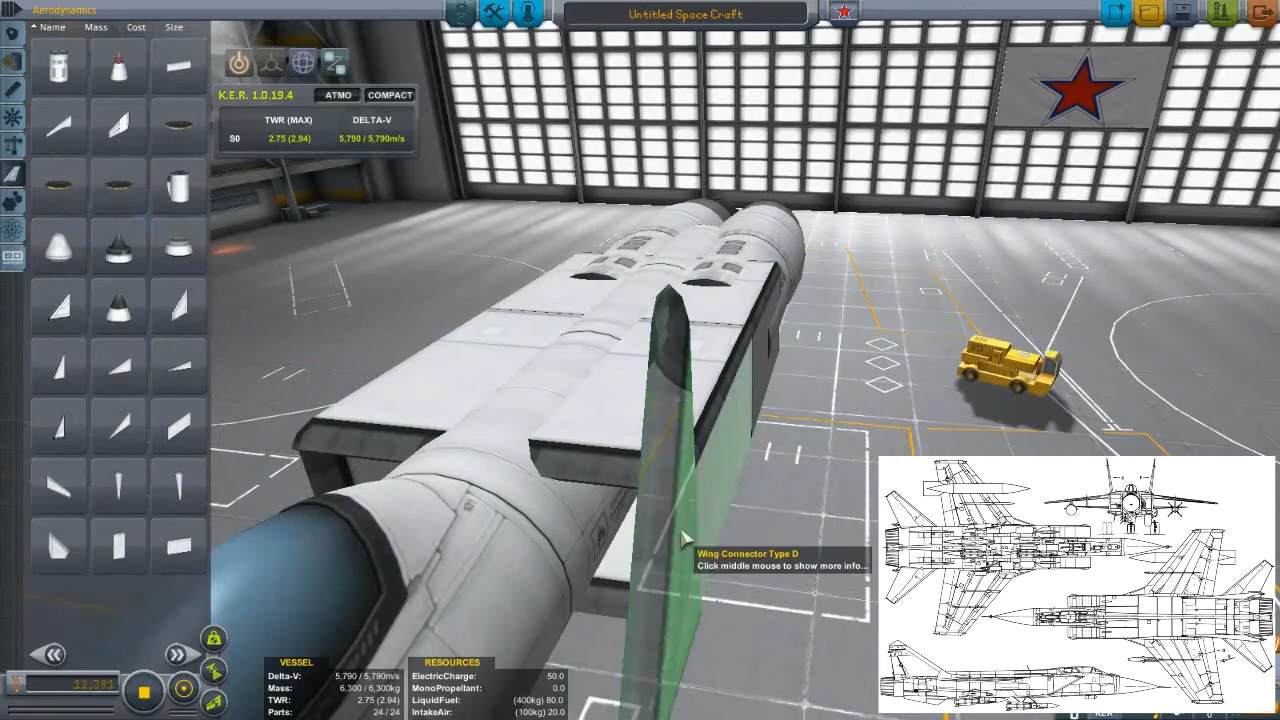 Aerodynamics
Untitled Space Craft
Name Mass Cost Size
K.E.R. 1.0.19.4 ATMO COMPACT
TWR (MAX) DELTA-V
S0 2.75 (2.94) 5,790 / 5,790m/s
Wing Connector Type D
Click middle mouse to show more info...
12,381
VESSEL
Delta-V: 5,790 / 5,790m/s
Mass: 6,300 / 6,300kg
TWR: 2.75 (2.94)
Parts: 24 / 24
RESOURCES
ElectricCharge: 50.0
MonoPropellant: 0.0
LiquidFuel: (400kg) 80.0
IntakeAir: (100kg) 20.0
KER